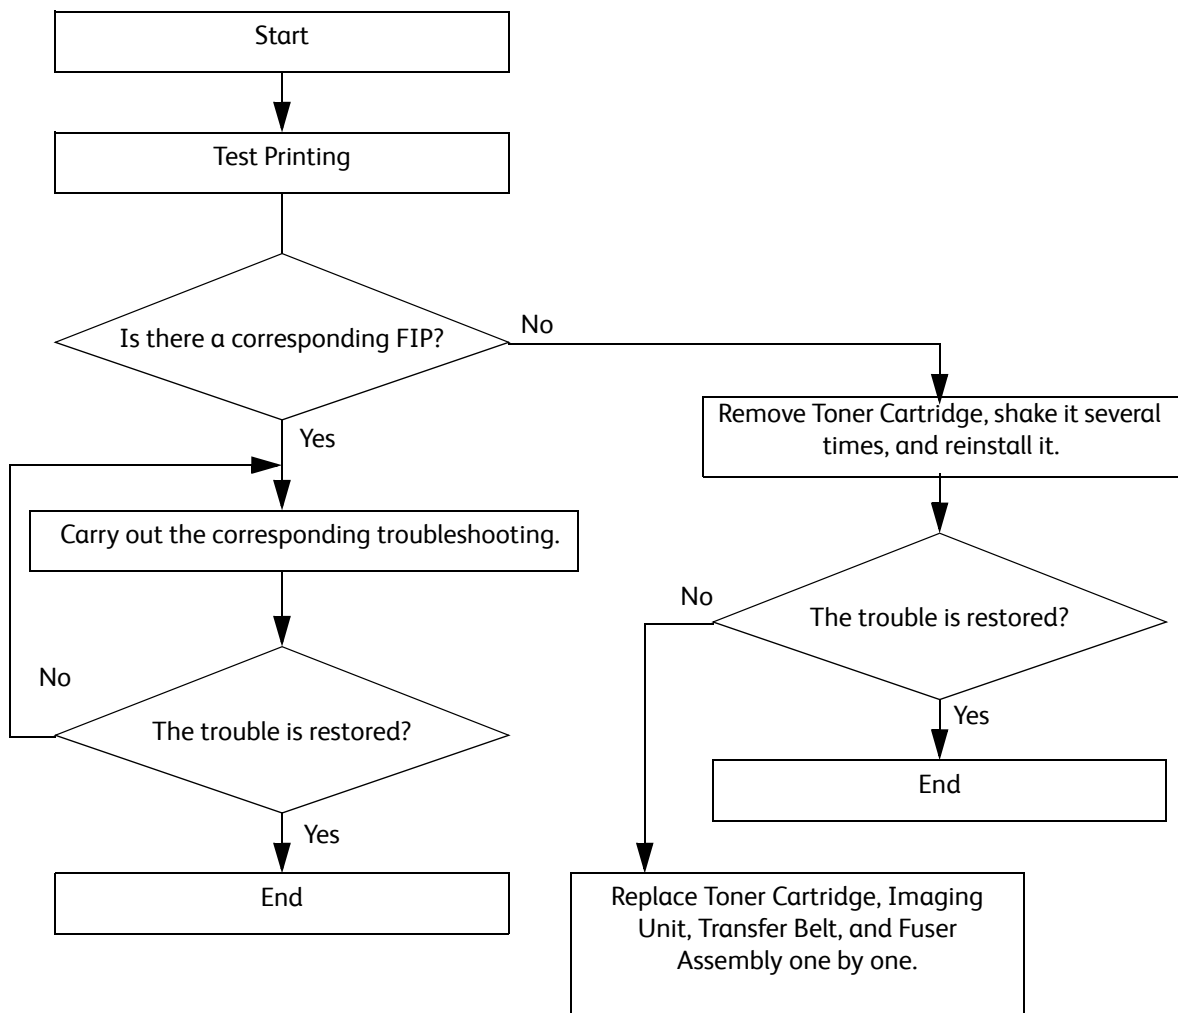 Start
Test Printing
Is there a corresponding FIP?
No
Yes
Remove Toner Cartridge, shake it several
times, and reinstall it.
Carry out the corresponding troubleshooting.
No
The trouble is restored?
No
The trouble is restored?
Yes
End
Yes
End
Replace Toner Cartridge, Imaging
Unit, Transfer Belt, and Fuser
Assembly one by one.